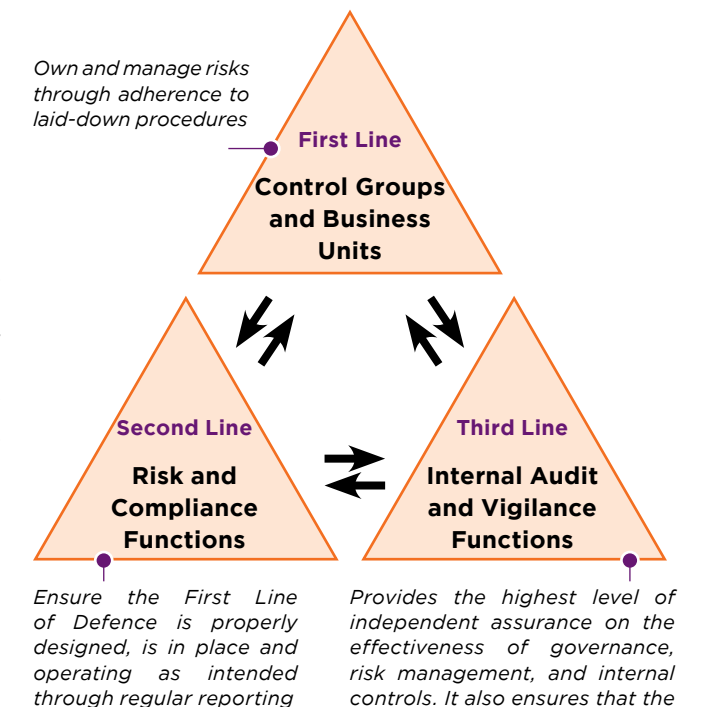 Own and manage risks
through adherence to
laid-down procedures
First Line
Control Groups
and Business
Units
Second Line
Risk and
Compliance
Functions
Third Line
Internal Audit
and Vigilance
Functions
Ensure the First Line
of Defence is properly
designed, is in place and
operating as intended
through regular reporting
Provides the highest level of
independent assurance on the
effectiveness of governance,
risk management, and internal
controls. It also ensures that the